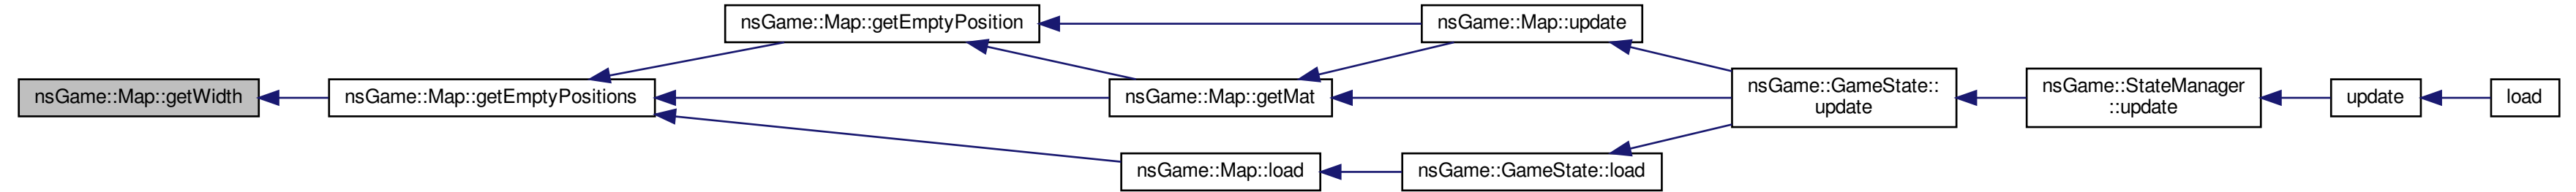 nsGame::Map::getWidth
nsGame::Map::getEmptyPositions
nsGame::Map::getEmptyPosition
nsGame::Map::getMat
nsGame::Map::load
nsGame::Map::update
nsGame::GameState::load
nsGame::GameState::
update
nsGame::StateManager
::update
update
load